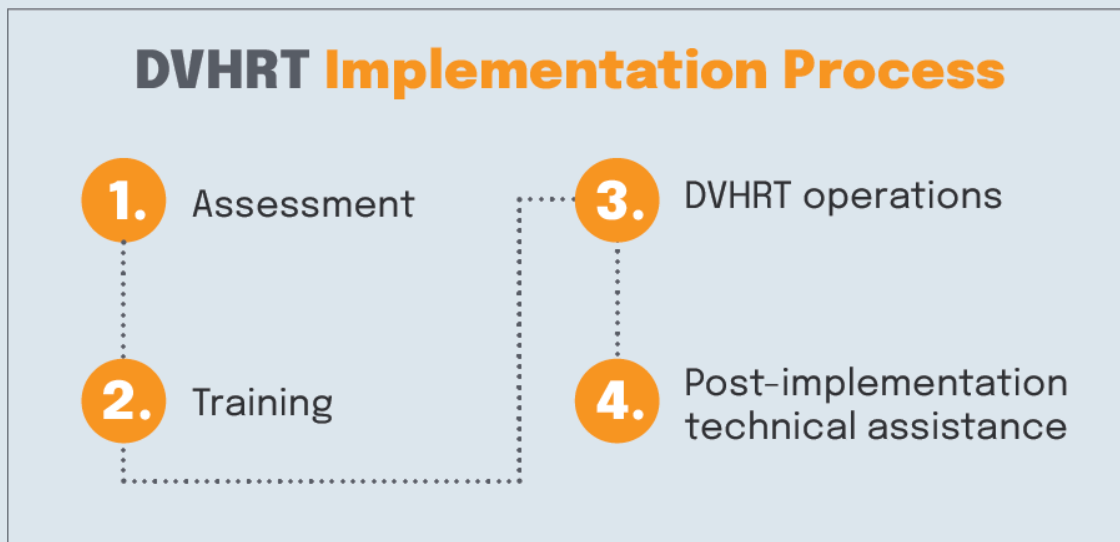 DVHRT Implementation Process
1. Assessment
2. Training
3. DVHRT operations
4. Post-implementation
technical assistance